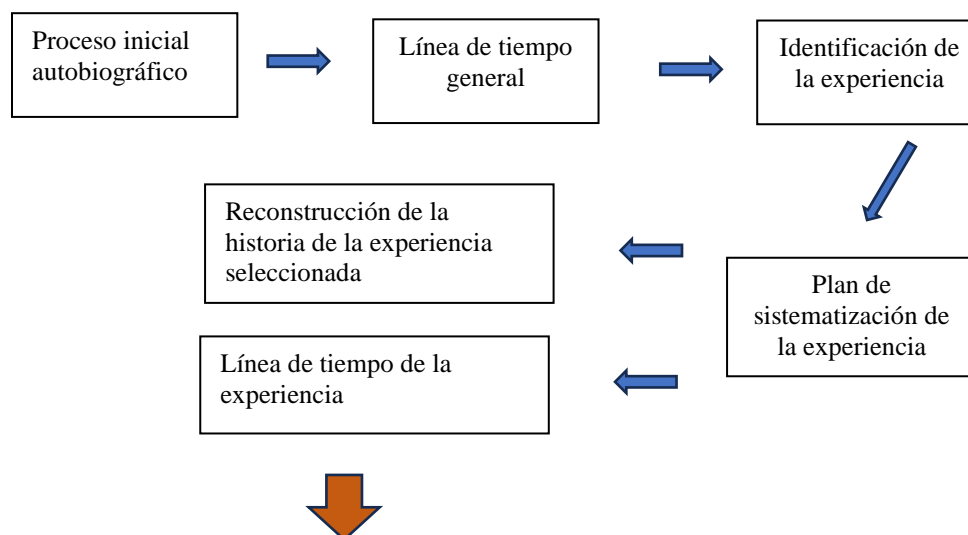 Proceso inicial
autobiográfico
Línea de tiempo
general
Identificación de
la experiencia
Reconstrucción de la
historia de la experiencia
seleccionada
Plan de
sistematización de
la experiencia
Línea de tiempo de la
experiencia